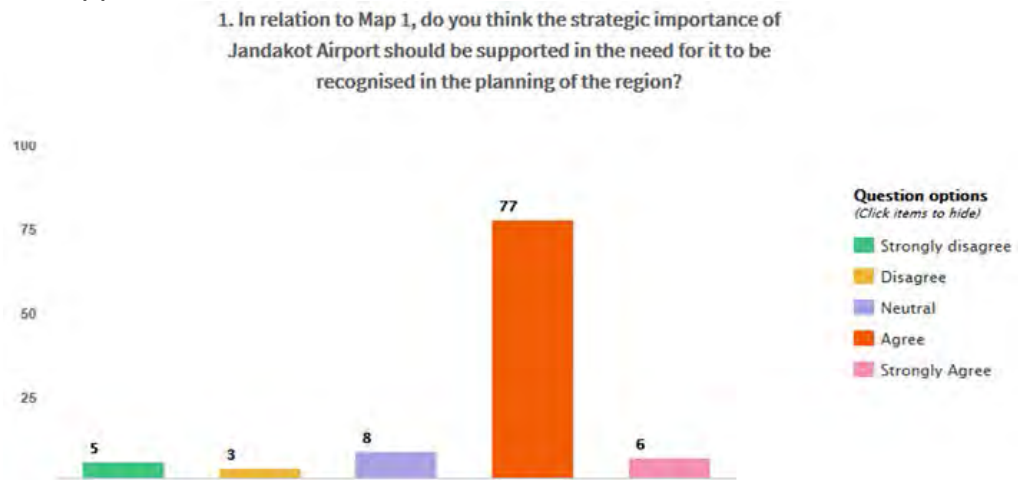 1. In relation to Map 1, do you think the strategic importance of
Jandakot Airport should be supported in the need for it to be
recognised in the planning of the region?
100
75
50
25
5
3
8
77
6
Question options
(Click items to hide)
Strongly disagree
Disagree
Neutral
Agree
Strongly Agree